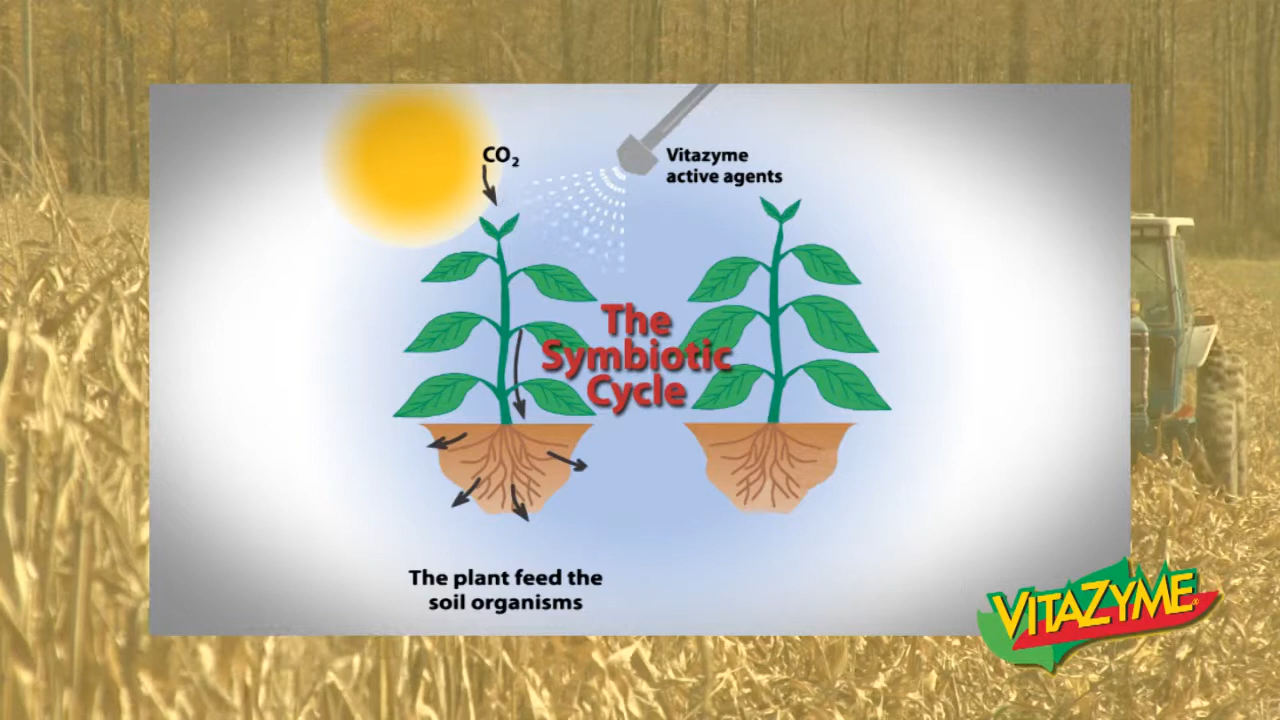 CO₂
Vitazyme
active agents
The
Symbiotic
Cycle
The plant feed the
soil organisms
VITAZYME®